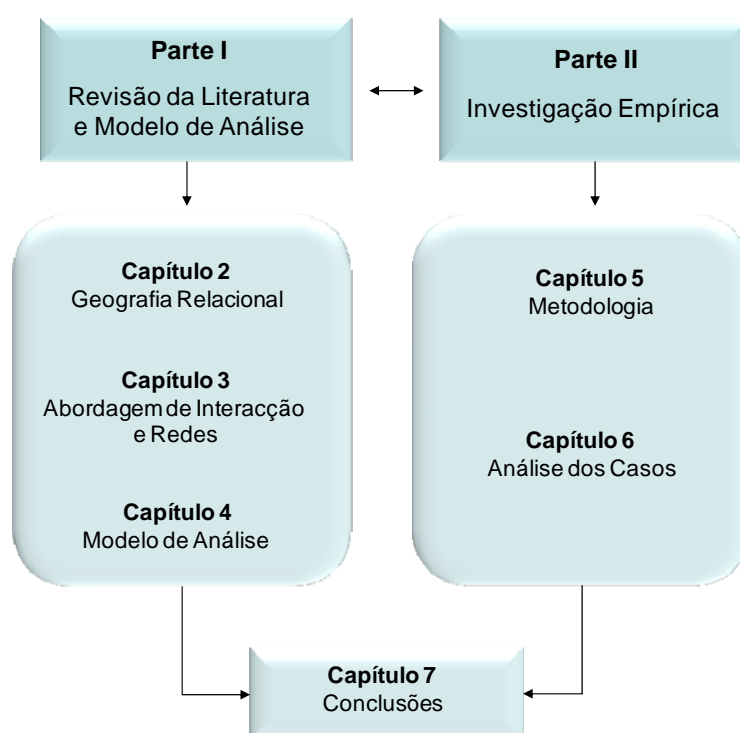 Parte I
Revisão da Literatura
e Modelo de Análise
Parte II
Investigação Empírica
Capítulo 2
Geografia Relacional
Capítulo 3
Abordagem de Interacção
e Redes
Capítulo 4
Modelo de Análise
Capítulo 5
Metodologia
Capítulo 6
Análise dos Casos
Capítulo 7
Conclusões